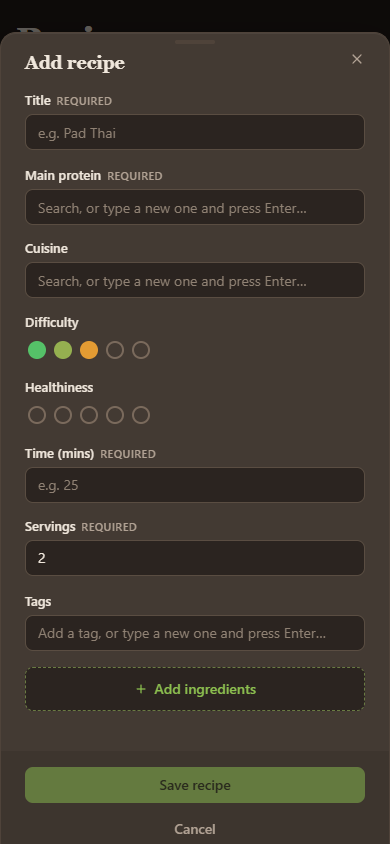 Add recipe
Title REQUIRED
e.g. Pad Thai
Main protein REQUIRED
Search, or type a new one and press Enter...
Cuisine
Search, or type a new one and press Enter...
Difficulty
Healthiness
Time (mins) REQUIRED
e.g. 25
Servings REQUIRED
2
Tags
Add a tag, or type a new one and press Enter...
+ Add ingredients
Save recipe
Cancel